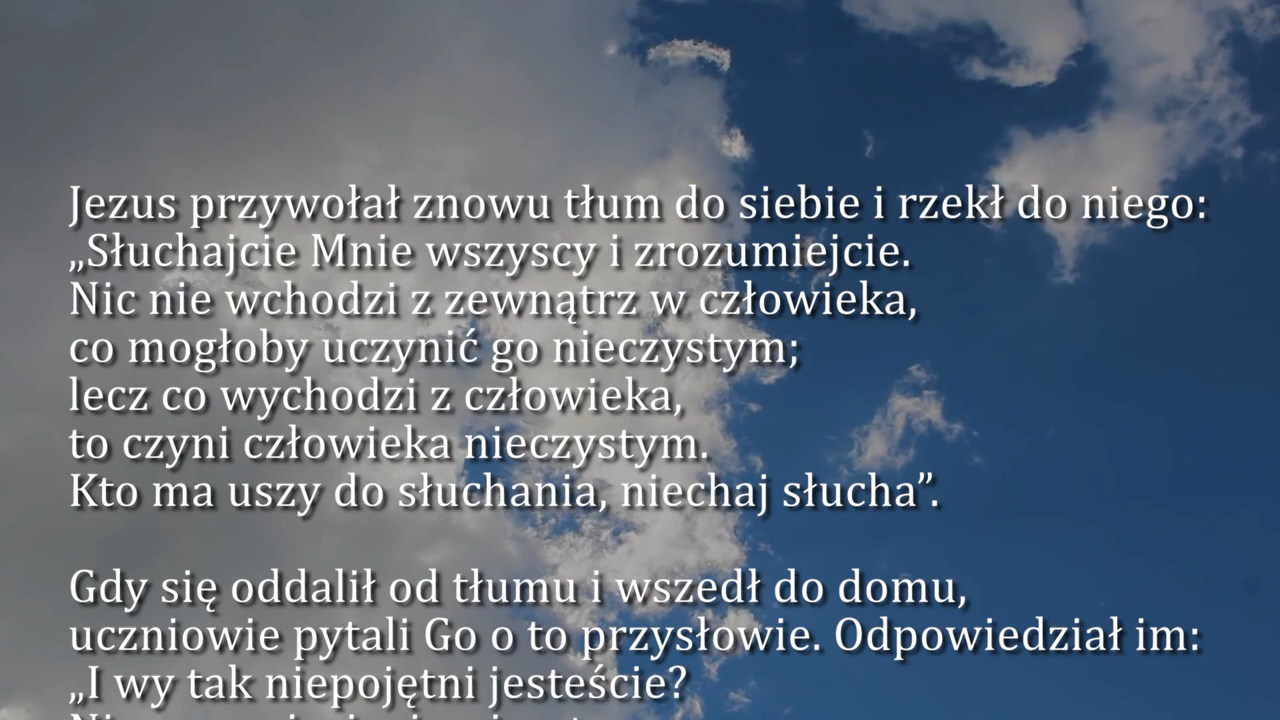 Jezus przywołał znowu tłum do siebie i rzekł do niego:
„Słuchajcie Mnie wszyscy i zrozumiejcie.
Nic nie wchodzi z zewnątrz w człowieka,
co mogłoby uczynić go nieczystym;
lecz co wychodzi z człowieka,
to czyni człowieka nieczystym.
Kto ma uszy do słuchania, niechaj słucha”.
Gdy się oddalił od tłumu i wszedł do domu,
uczniowie pytali Go o to przysłowie. Odpowiedział im:
„I wy tak niepojętni jesteście?